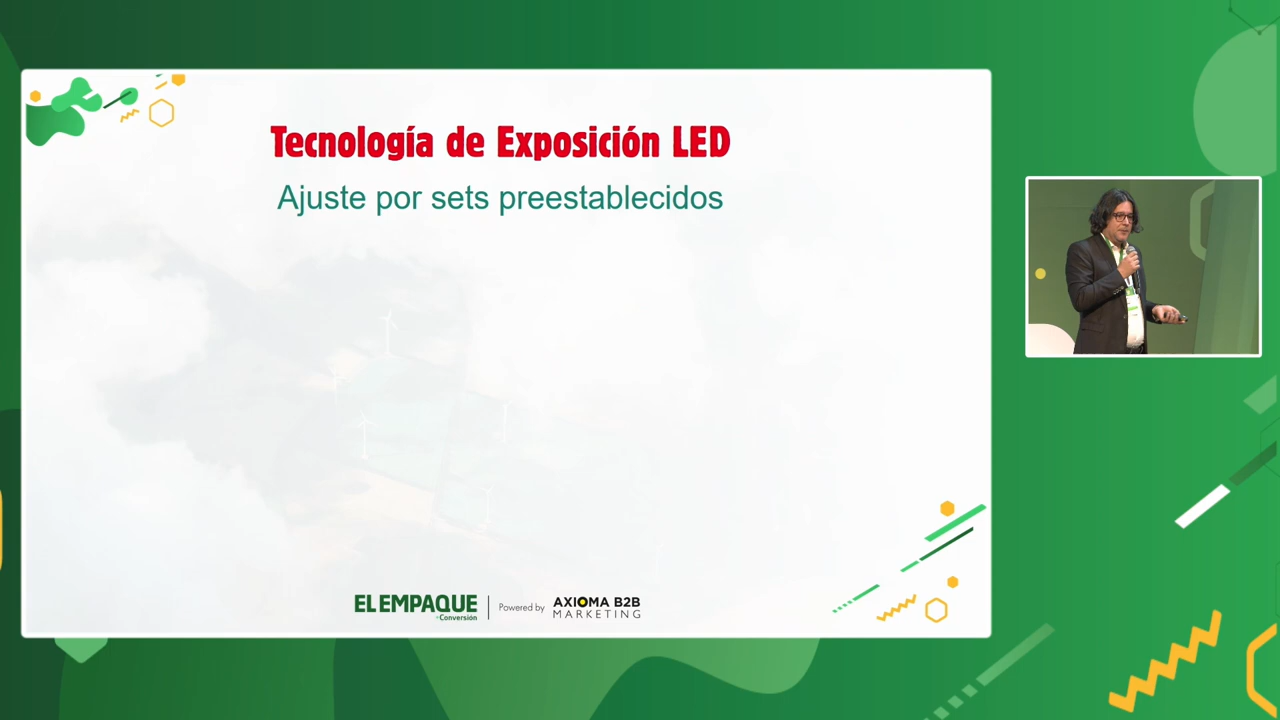 Tecnología de Exposición LED
Ajuste por sets preestablecidos
EL EMPAQUE
+Conversión
Powered by
AXIOMA B2B
MARKETING